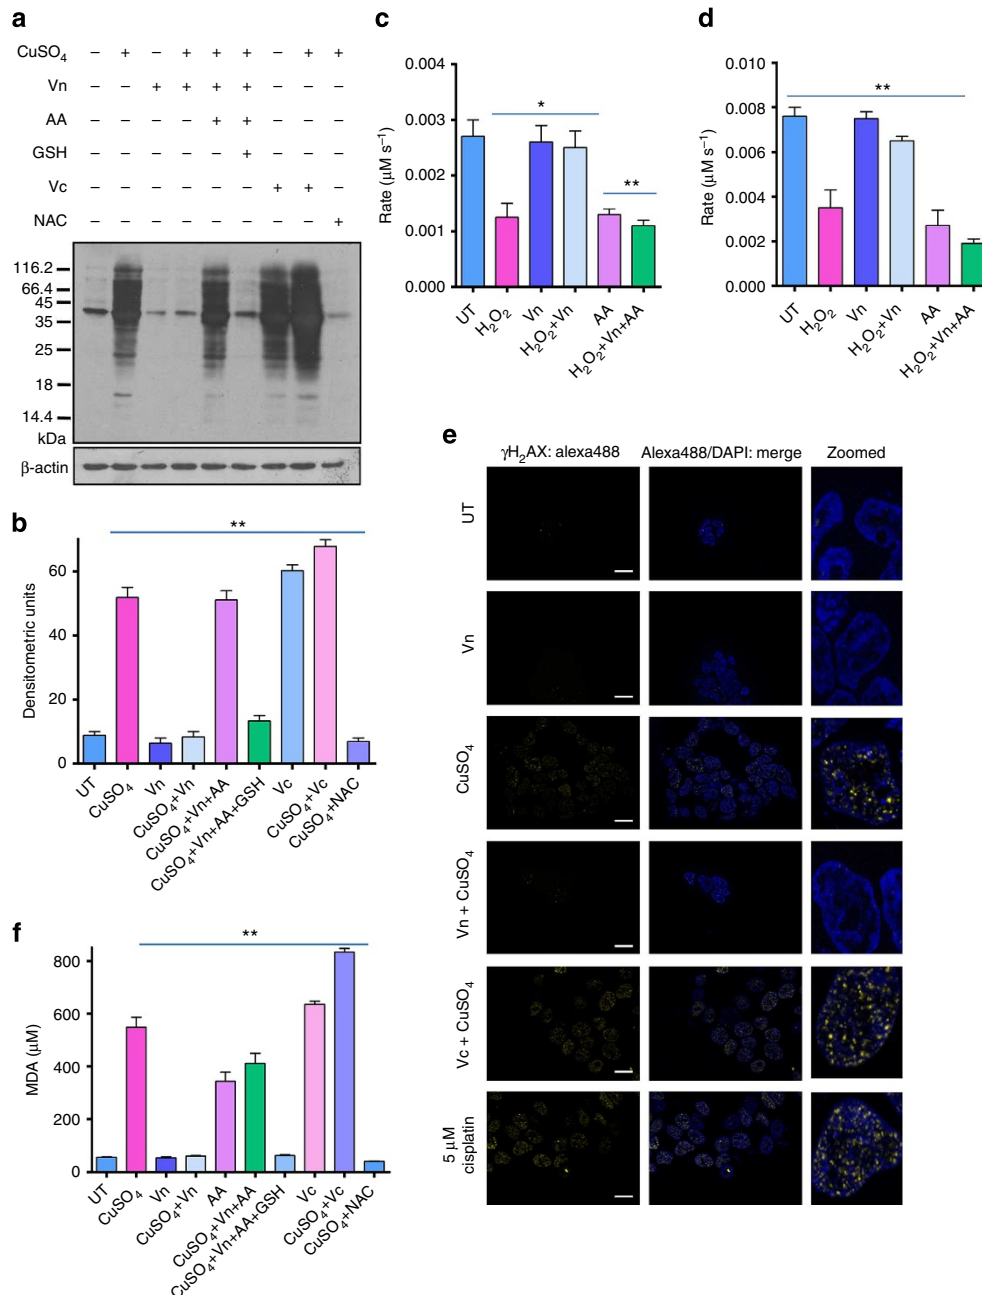 a
CuSO4 – + – + + + – + +
Vn – – + + + + – – –
AA – – – – + + – – –
GSH – – – – – + – – –
Vc – – – – – – + + –
NAC – – – – – – – – +
116.2
66.4
45
35
25
18
14.4
kDa
β-actin
b
**
Densitometric units
60
40
20
0
UT
CuSO4
Vn
CuSO4+Vn
CuSO4+Vn+AA
CuSO4+Vn+AA+GSH
Vc
CuSO4+Vc
CuSO4+NAC
c
Rate (μM s–1)
0.004
0.003
0.002
0.001
0.000
*
**
UT
H2O2
Vn
H2O2+Vn
AA
H2O2+Vn+AA
d
Rate (μM s–1)
0.010
0.008
0.006
0.004
0.002
0.000
**
UT
H2O2
Vn
H2O2+Vn
AA
H2O2+Vn+AA
e
γH2AX: alexa488 Alexa488/DAPI: merge Zoomed
UT
Vn
CuSO4
Vn + CuSO4
Vc + CuSO4
5 μM
cisplatin
f
**
MDA (μM)
800
600
400
200
0
UT
CuSO4
Vn
CuSO4+Vn
AA
CuSO4+Vn+AA
CuSO4+Vn+AA+GSH
Vc
CuSO4+Vc
CuSO4+NAC